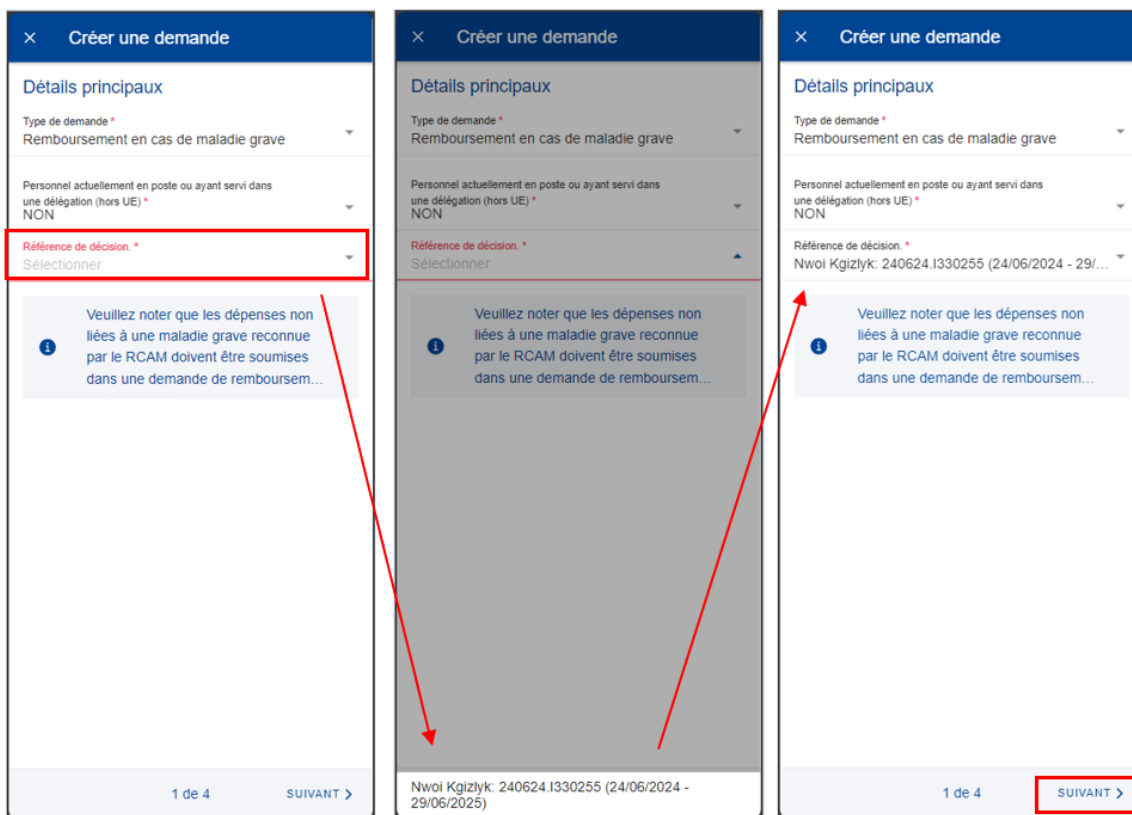 × Créer une demande
Détails principaux
Type de demande *
Remboursement en cas de maladie grave
Personnel actuellement en poste ou ayant servi dans
une délégation (hors UE) *
NON
Référence de décision. *
Sélectionner
Veuillez noter que les dépenses non
liées à une maladie grave reconnue
par le RCAM doivent être soumises
dans une demande de remboursem...
1 de 4 SUIVANT >
× Créer une demande
Détails principaux
Type de demande *
Remboursement en cas de maladie grave
Personnel actuellement en poste ou ayant servi dans
une délégation (hors UE) *
NON
Référence de décision. *
Sélectionner
Veuillez noter que les dépenses non
liées à une maladie grave reconnue
par le RCAM doivent être soumises
dans une demande de remboursem...
Nwoi Kgizlyk: 240624.I330255 (24/06/2024 -
29/06/2025)
× Créer une demande
Détails principaux
Type de demande *
Remboursement en cas de maladie grave
Personnel actuellement en poste ou ayant servi dans
une délégation (hors UE) *
NON
Référence de décision. *
Nwoi Kgizlyk: 240624.I330255 (24/06/2024 - 29/...
Veuillez noter que les dépenses non
liées à une maladie grave reconnue
par le RCAM doivent être soumises
dans une demande de remboursem...
1 de 4 SUIVANT >